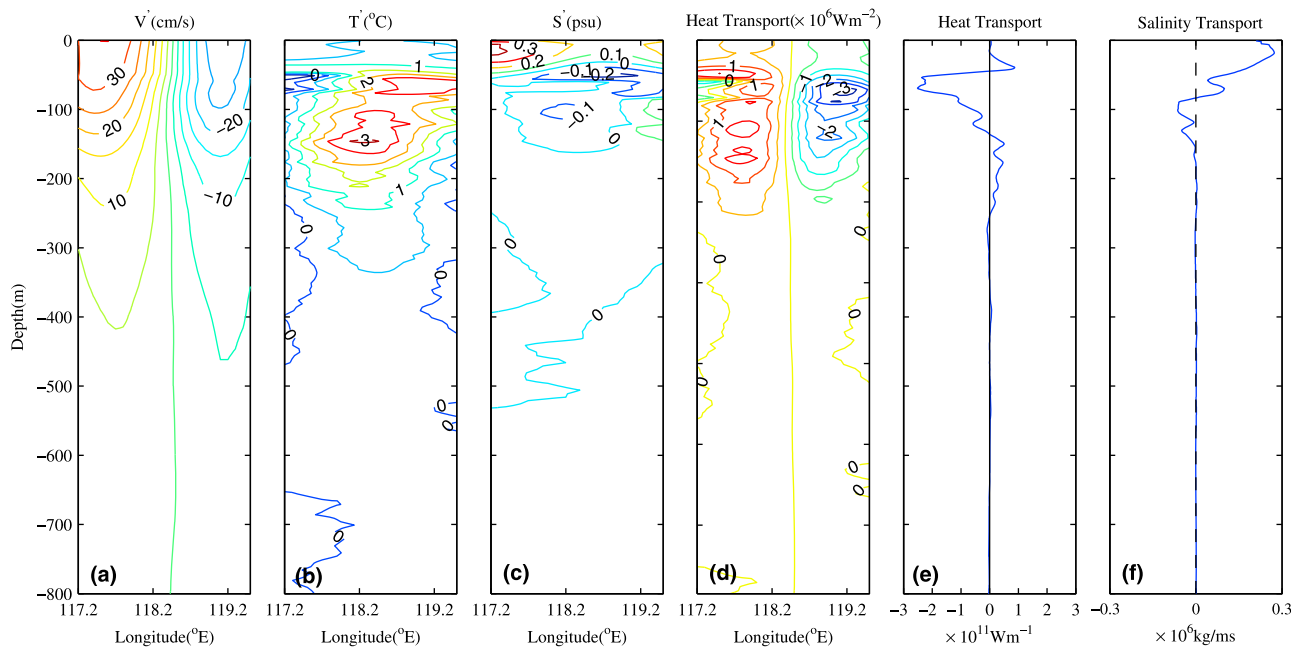 V'(cm/s)
T'(°C)
S'(psu)
Heat Transport(× 10⁶Wm⁻²)
Heat Transport
Salinity Transport
Depth(m)
0
−100
−200
−300
−400
−500
−600
−700
−800
30
20
10
−20
−10
(a)
117.2 118.2 119.2
Longitude(°E)
0
1
2
3
1
0
0
0
0
0
0
(b)
117.2 118.2 119.2
Longitude(°E)
0.3
0.2
0.1
0
−0.1
0.2
−0.1
0
0
0
(c)
117.2 118.2 119.2
Longitude(°E)
1
0
−1
1
−1
−2
−3
−2
0
0
0
0
0
0
(d)
117.2 118.2 119.2
Longitude(°E)
(e)
−3 −2 −1 0 1 2 3
× 10¹¹Wm⁻¹
(f)
−0.3 0 0.3
× 10⁶kg/ms